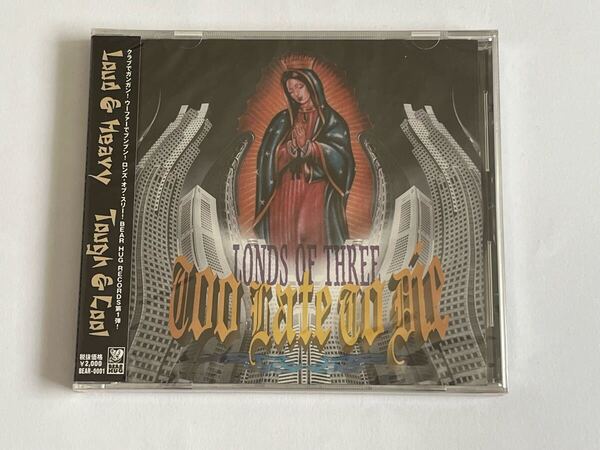 クラブでガンガン！ウーファーでブンブン！ロンズ・オブ・スリー！BEAR HUG RECORDS第1弾！
Loud & Heavy Tough & Cool
税抜価格
¥2,000
BEAR-0001
BEAR
HUG
LONDS OF THREE
Too Late To Die